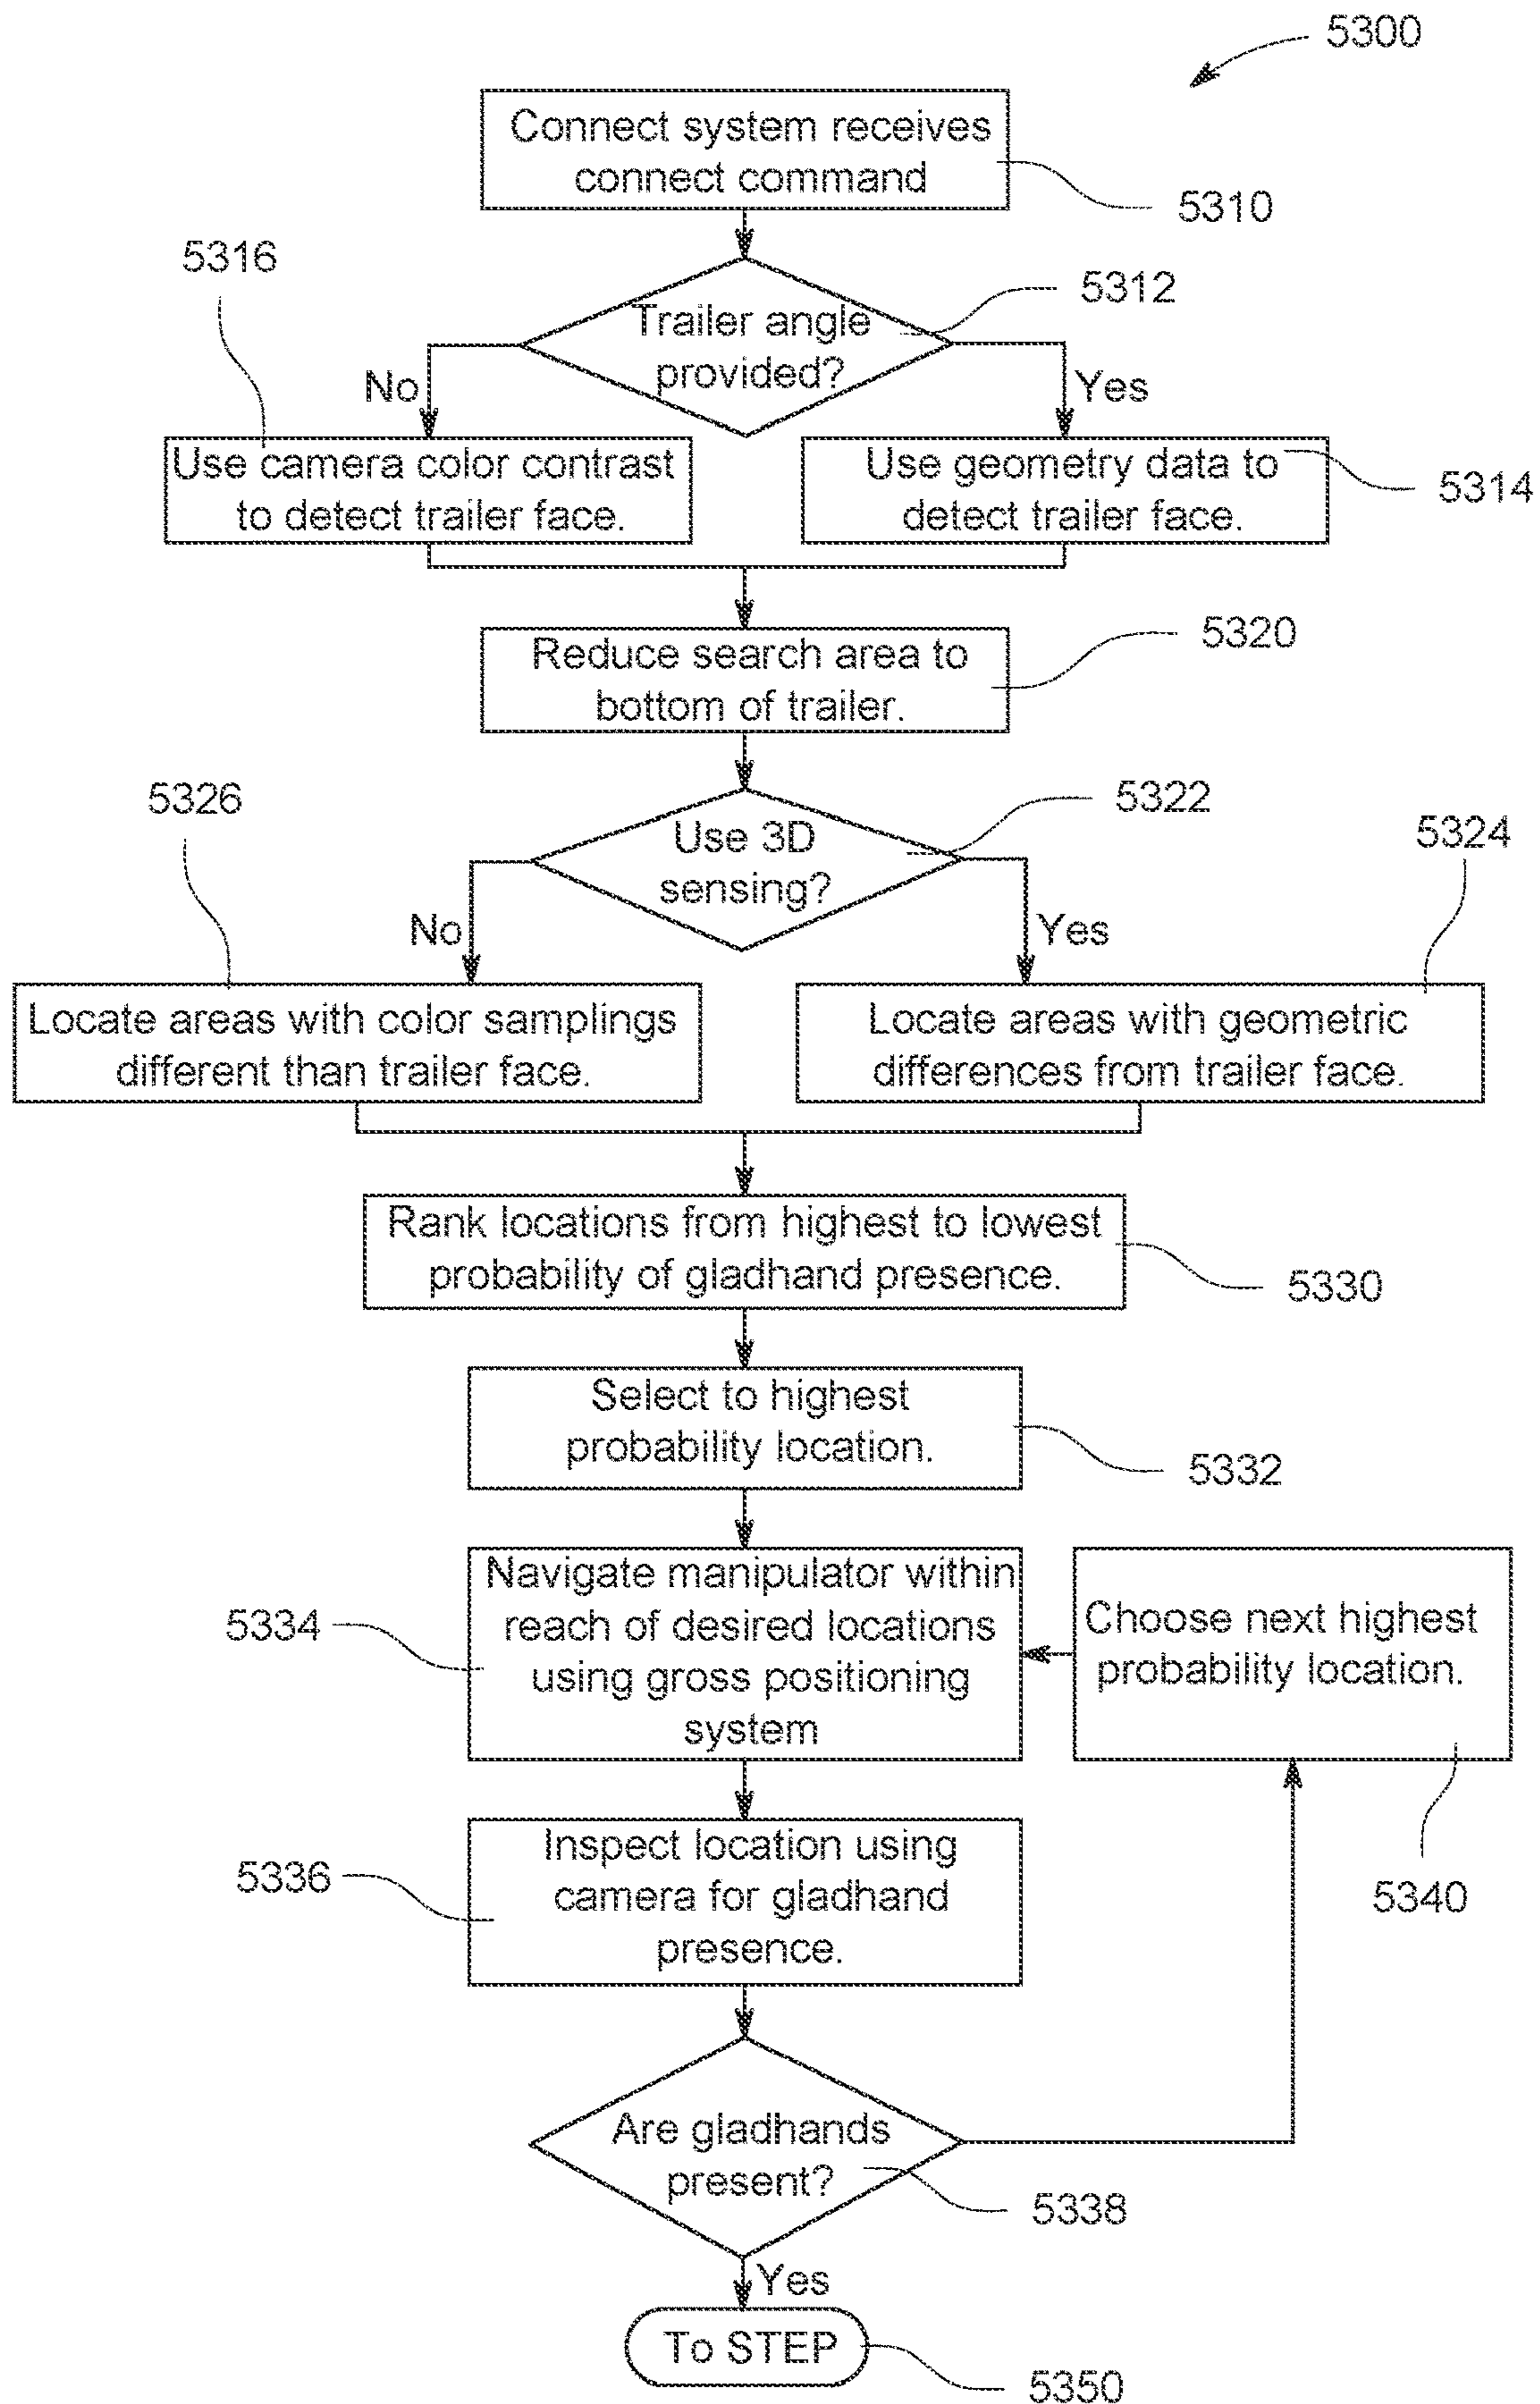 5300
Connect system receives
connect command
5310
5316
5312
Trailer angle
provided?
No
Yes
Use camera color contrast
to detect trailer face.
Use geometry data to
detect trailer face.
5314
5320
Reduce search area to
bottom of trailer.
5326
5322
5324
Use 3D
sensing?
No
Yes
Locate areas with color samplings
different than trailer face.
Locate areas with geometric
differences from trailer face.
Rank locations from highest to lowest
probability of gladhand presence.
5330
Select to highest
probability location.
5332
Navigate manipulator within
reach of desired locations
using gross positioning
system
5334
Choose next highest
probability location.
5340
Inspect location using
camera for gladhand
presence.
5336
Are gladhands
present?
5338
Yes
To STEP
5350